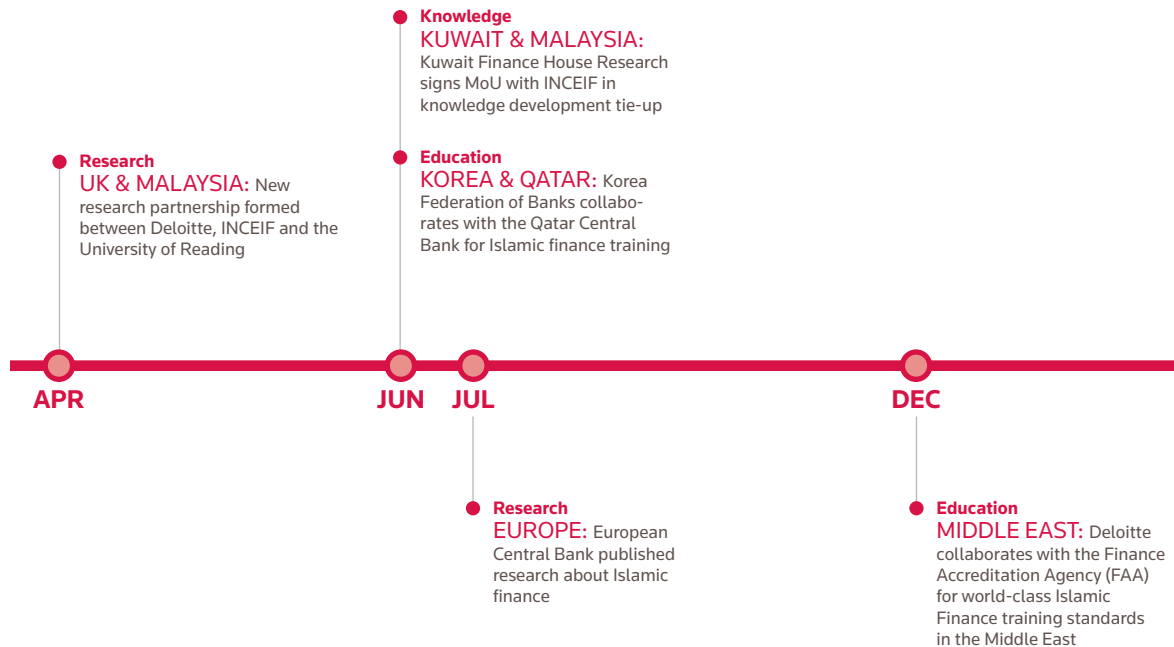 Knowledge
KUWAIT & MALAYSIA:
Kuwait Finance House Research
signs MoU with INCEIF in
knowledge development tie-up
Research
UK & MALAYSIA: New
research partnership formed
between Deloitte, INCEIF and the
University of Reading
Education
KOREA & QATAR: Korea
Federation of Banks collabo-
rates with the Qatar Central
Bank for Islamic finance training
APR
JUN
JUL
DEC
Research
EUROPE: European
Central Bank published
research about Islamic
finance
Education
MIDDLE EAST: Deloitte
collaborates with the Finance
Accreditation Agency (FAA)
for world-class Islamic
Finance training standards
in the Middle East